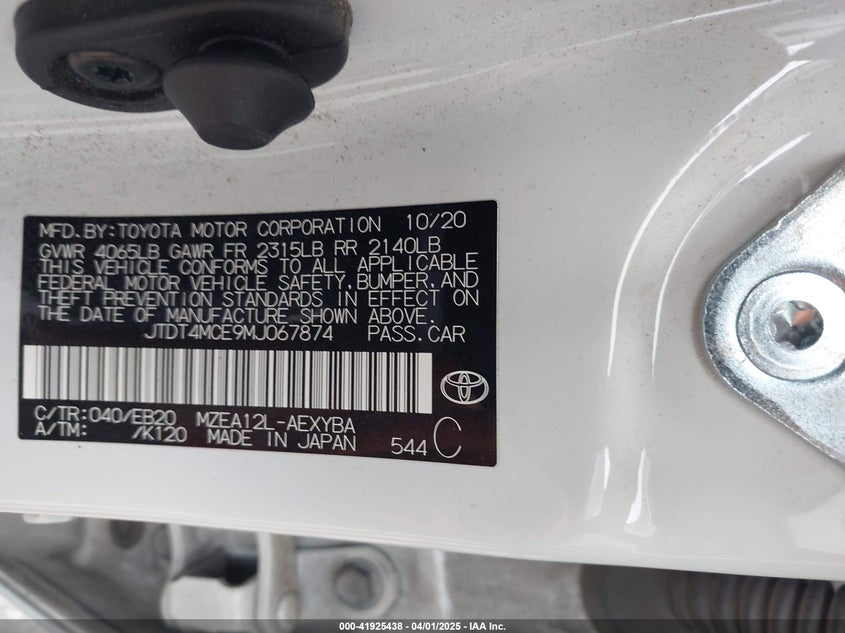 MFD. BY: TOYOTA MOTOR CORPORATION 10/20
GVWR 4065LB GAWR FR 2315LB RR 2140LB
THIS VEHICLE CONFORMS TO ALL APPLICABLE
FEDERAL MOTOR VEHICLE SAFETY, BUMPER, AND
THEFT PREVENTION STANDARDS IN EFFECT ON
THE DATE OF MANUFACTURE SHOWN ABOVE.
JTDT4MCE9MJ067874 PASS. CAR
C/TR: 040/EB20 MZEA12L-AEXYBA
A/TM: /K120 MADE IN JAPAN 544 C
000-41925438 - 04/01/2025 - IAA Inc.